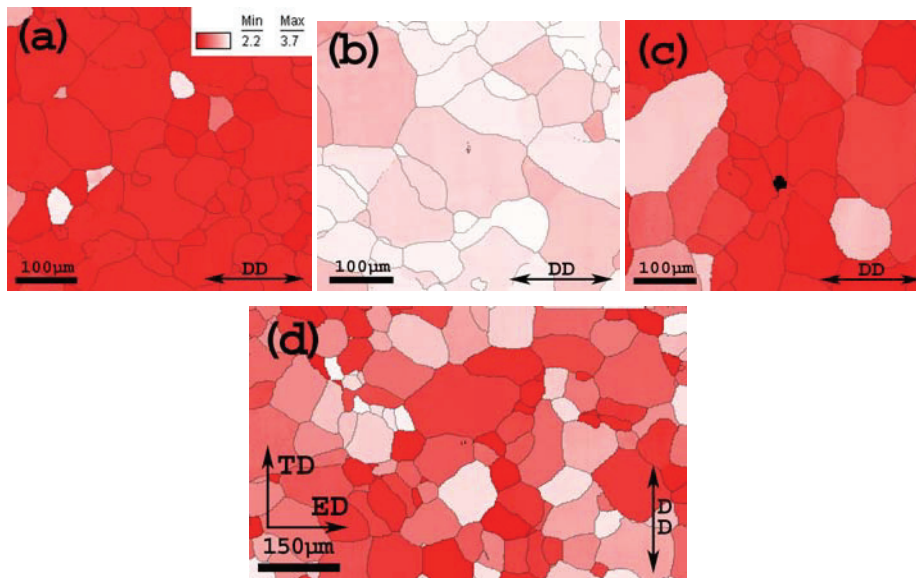 (a)
Min Max
2.2 3.7
100µm
DD
(b)
100µm
DD
(c)
100µm
DD
(d)
TD
ED
150µm
D
D